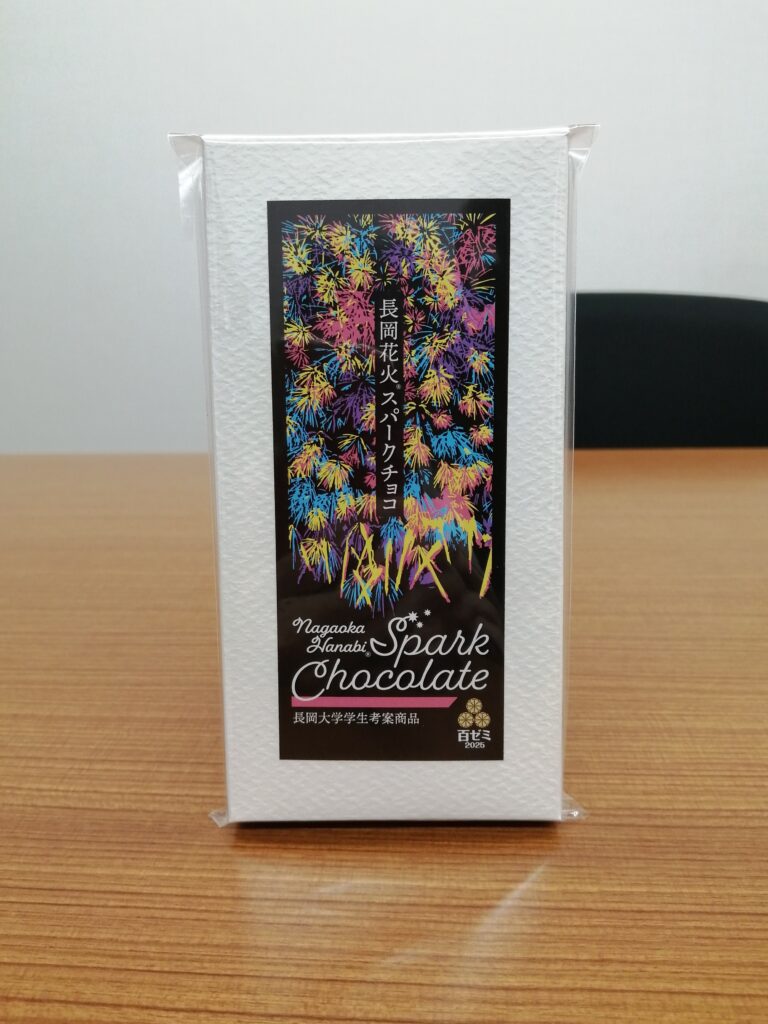 長岡花火®スパークチョコ
Nagaoka
Hanabi®
Spark
Chocolate
長岡大学学生考案商品
百ゼミ
2025